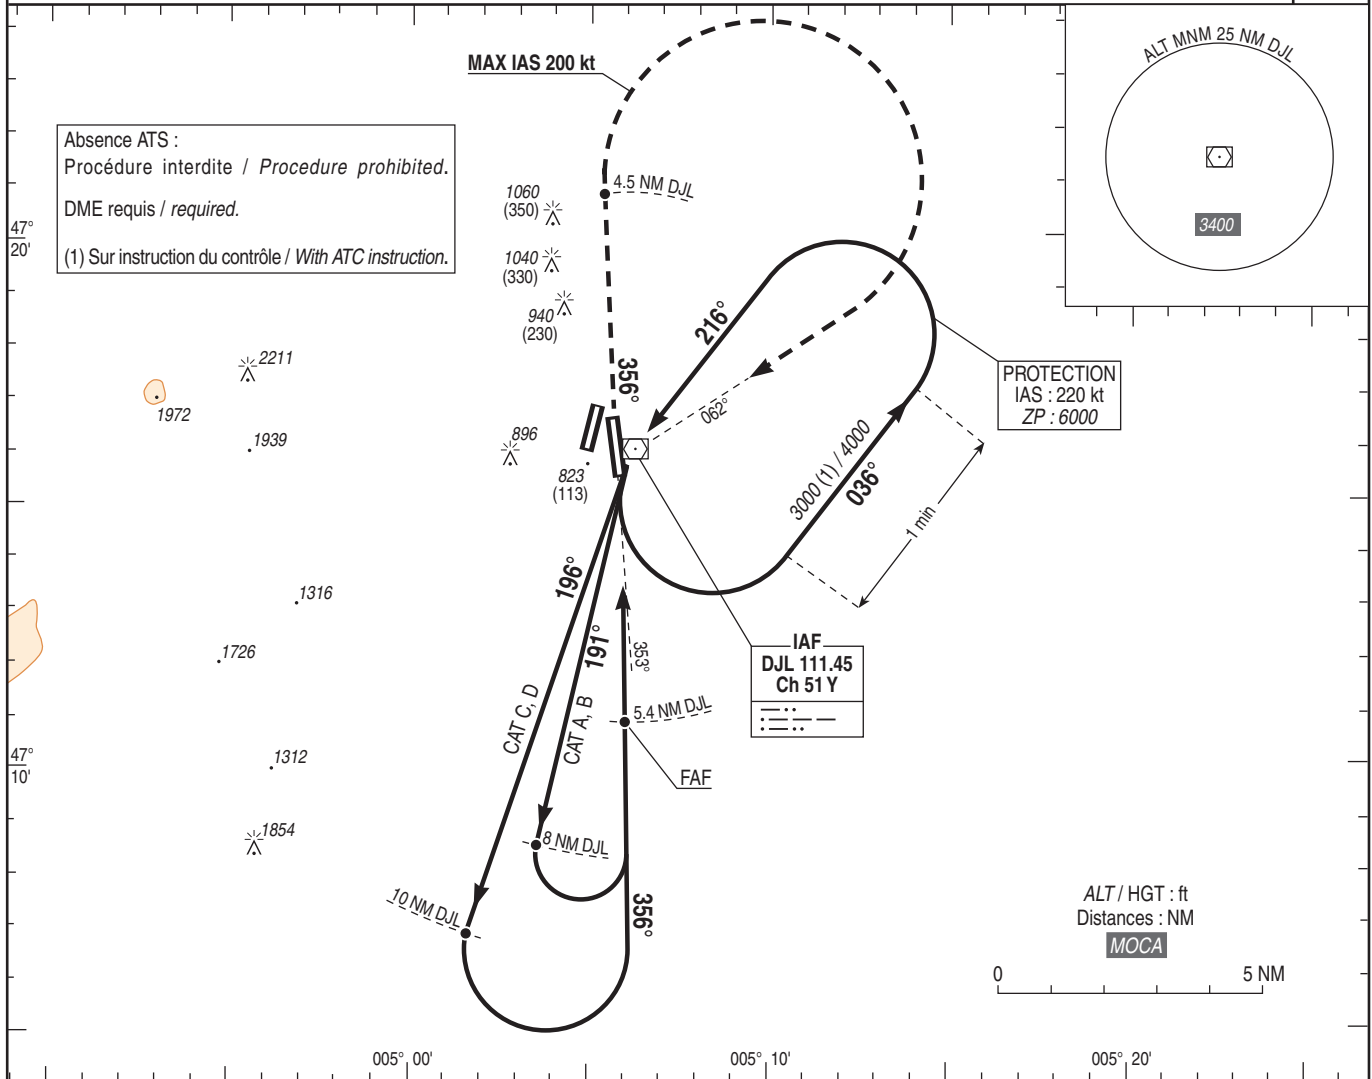 MAX IAS 200 kt
ALT MNM 25 NM DJL
3400
Absence ATS :
Procédure interdite / Procedure prohibited.
DME requis / required.
(1) Sur instruction du contrôle / With ATC instruction.
47°
20'
1060
(350)
4.5 NM DJL
1040
(330)
940
(230)
216°
2211
356°
PROTECTION
IAS : 220 kt
ZP : 6000
1972
062°
1939
896
823
(113)
3000 (1) / 4000
036°
1 min
196°
1316
191°
353°
IAF
DJL 111.45
Ch 51 Y
1726
CAT C, D
CAT A, B
5.4 NM DJL
47°
10'
1312
FAF
1854
8 NM DJL
10 NM DJL
356°
ALT / HGT : ft
Distances : NM
MOCA
0
5 NM
005° 00'
005° 10'
005° 20'